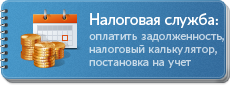 Налоговая служба:
оплатить задолженность,
налоговый калькулятор,
постановка на учет